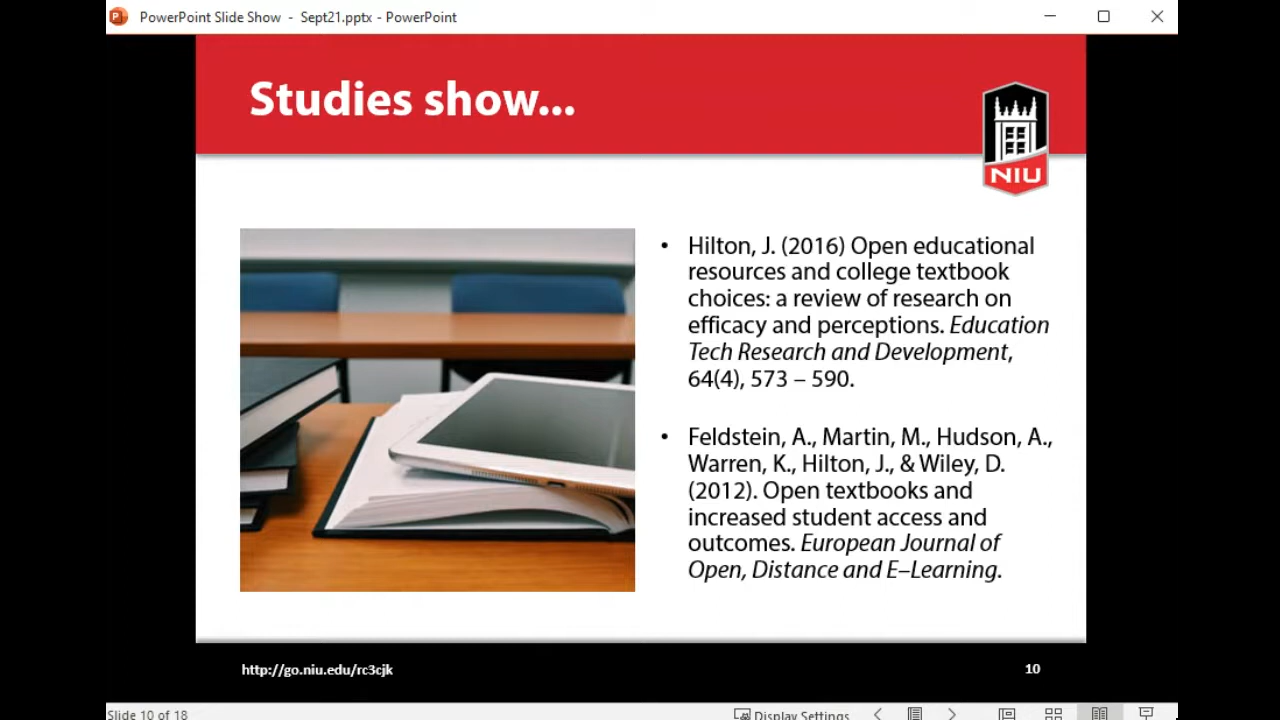 PowerPoint Slide Show - Sept21.pptx - PowerPoint
Studies show...
NIU
• Hilton, J. (2016) Open educational
resources and college textbook
choices: a review of research on
efficacy and perceptions. Education
Tech Research and Development,
64(4), 573 – 590.
• Feldstein, A., Martin, M., Hudson, A.,
Warren, K., Hilton, J., & Wiley, D.
(2012). Open textbooks and
increased student access and
outcomes. European Journal of
Open, Distance and E–Learning.
http://go.niu.edu/rc3cjk
10
Slide 10 of 18
Display Settings